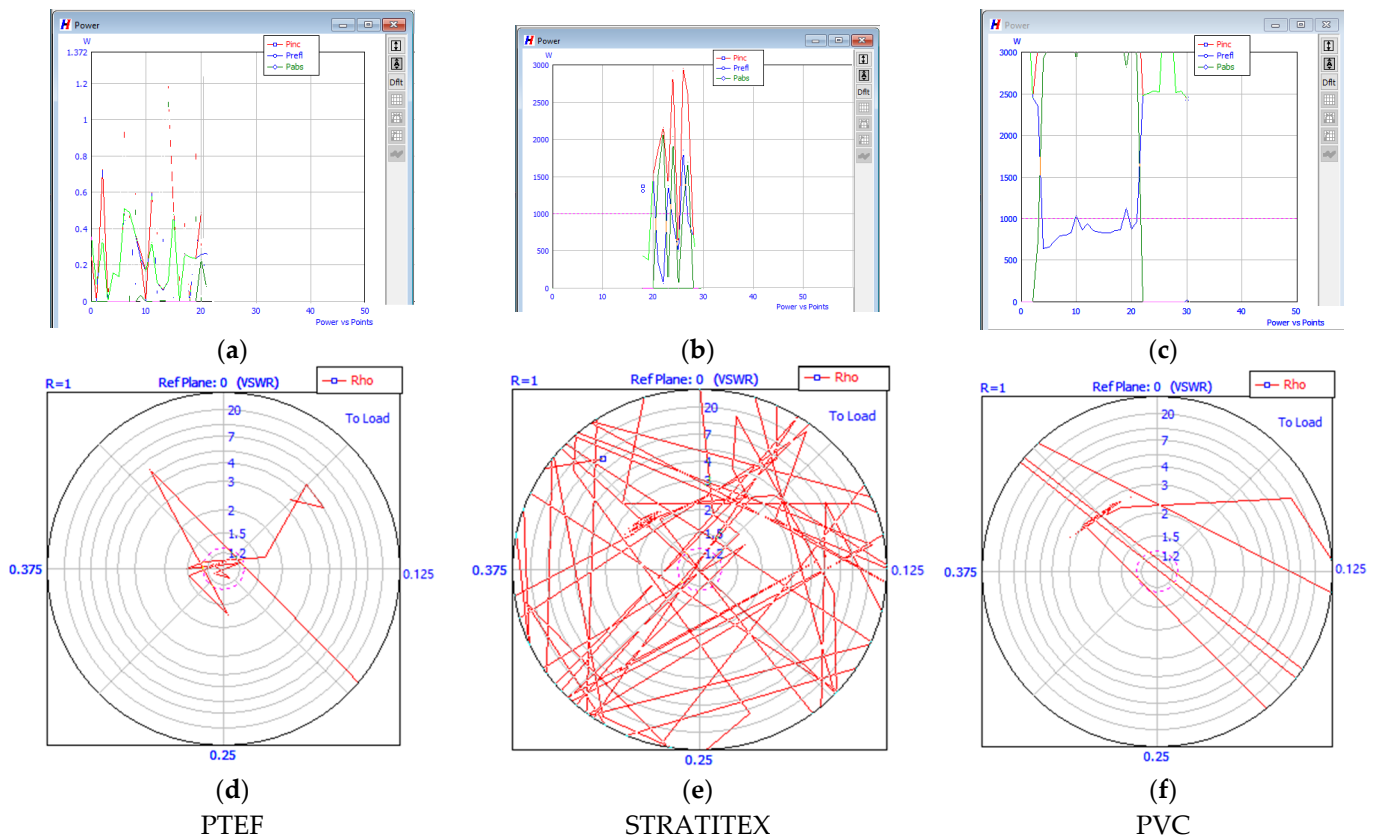 Power
W
1.372
1.2
1
0.8
0.6
0.4
0.2
0
0 10 20 30 40 50
Power vs Points
Pinc
Prefl
Pabs
Dflt
(a)
Power
W
3000
2500
2000
1500
1000
500
0
0 20 40 60
Power vs Points
Pinc
Prefl
Pabs
Dflt
(b)
Power
W
3000
2500
2000
1500
1000
500
0
0 10 20 30 40 50
Power vs Points
Pinc
Prefl
Pabs
Dflt
(c)
R=1 Ref Plane: 0 (VSWR) Rho
To Load
20
7
4
3
2
1.5
1.2
0.375 0.125
0.25
(d)
PTEF
R=1 Ref Plane: 0 (VSWR) Rho
To Load
20
7
4
3
2
1.5
1.2
0.375 0.125
0.25
(e)
STRATITEX
R=1 Ref Plane: 0 (VSWR) Rho
To Load
20
7
4
3
2
1.5
1.2
0.375 0.125
0.25
(f)
PVC